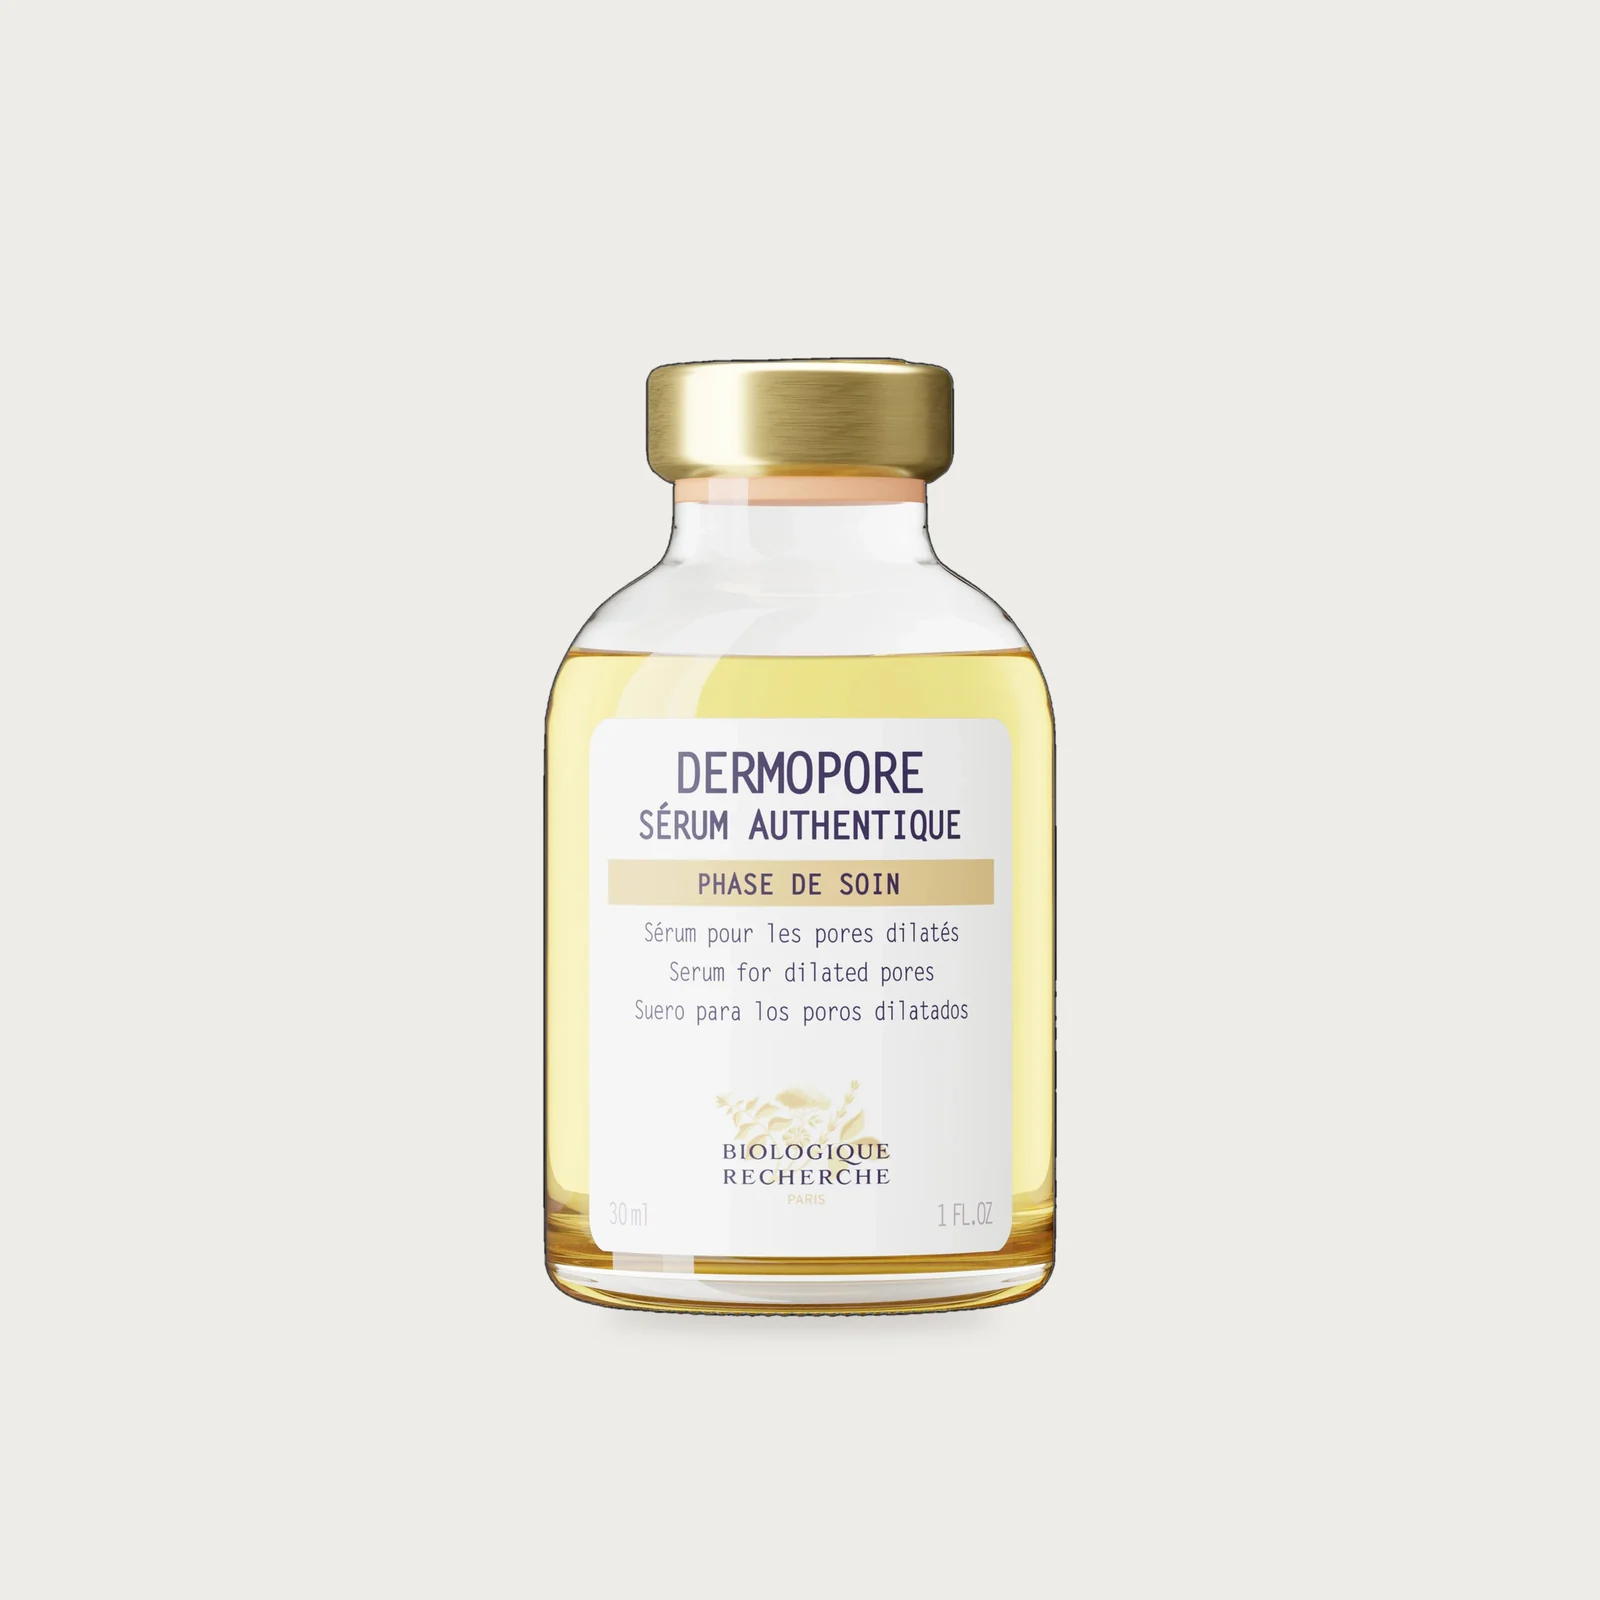 DERMOPORE
SÉRUM AUTHENTIQUE
PHASE DE SOIN
Sérum pour les pores dilatés
Serum for dilated pores
Suero para los poros dilatados
BIOLOGIQUE
RECHERCHE
PARIS
30 ml 1 FL.OZ